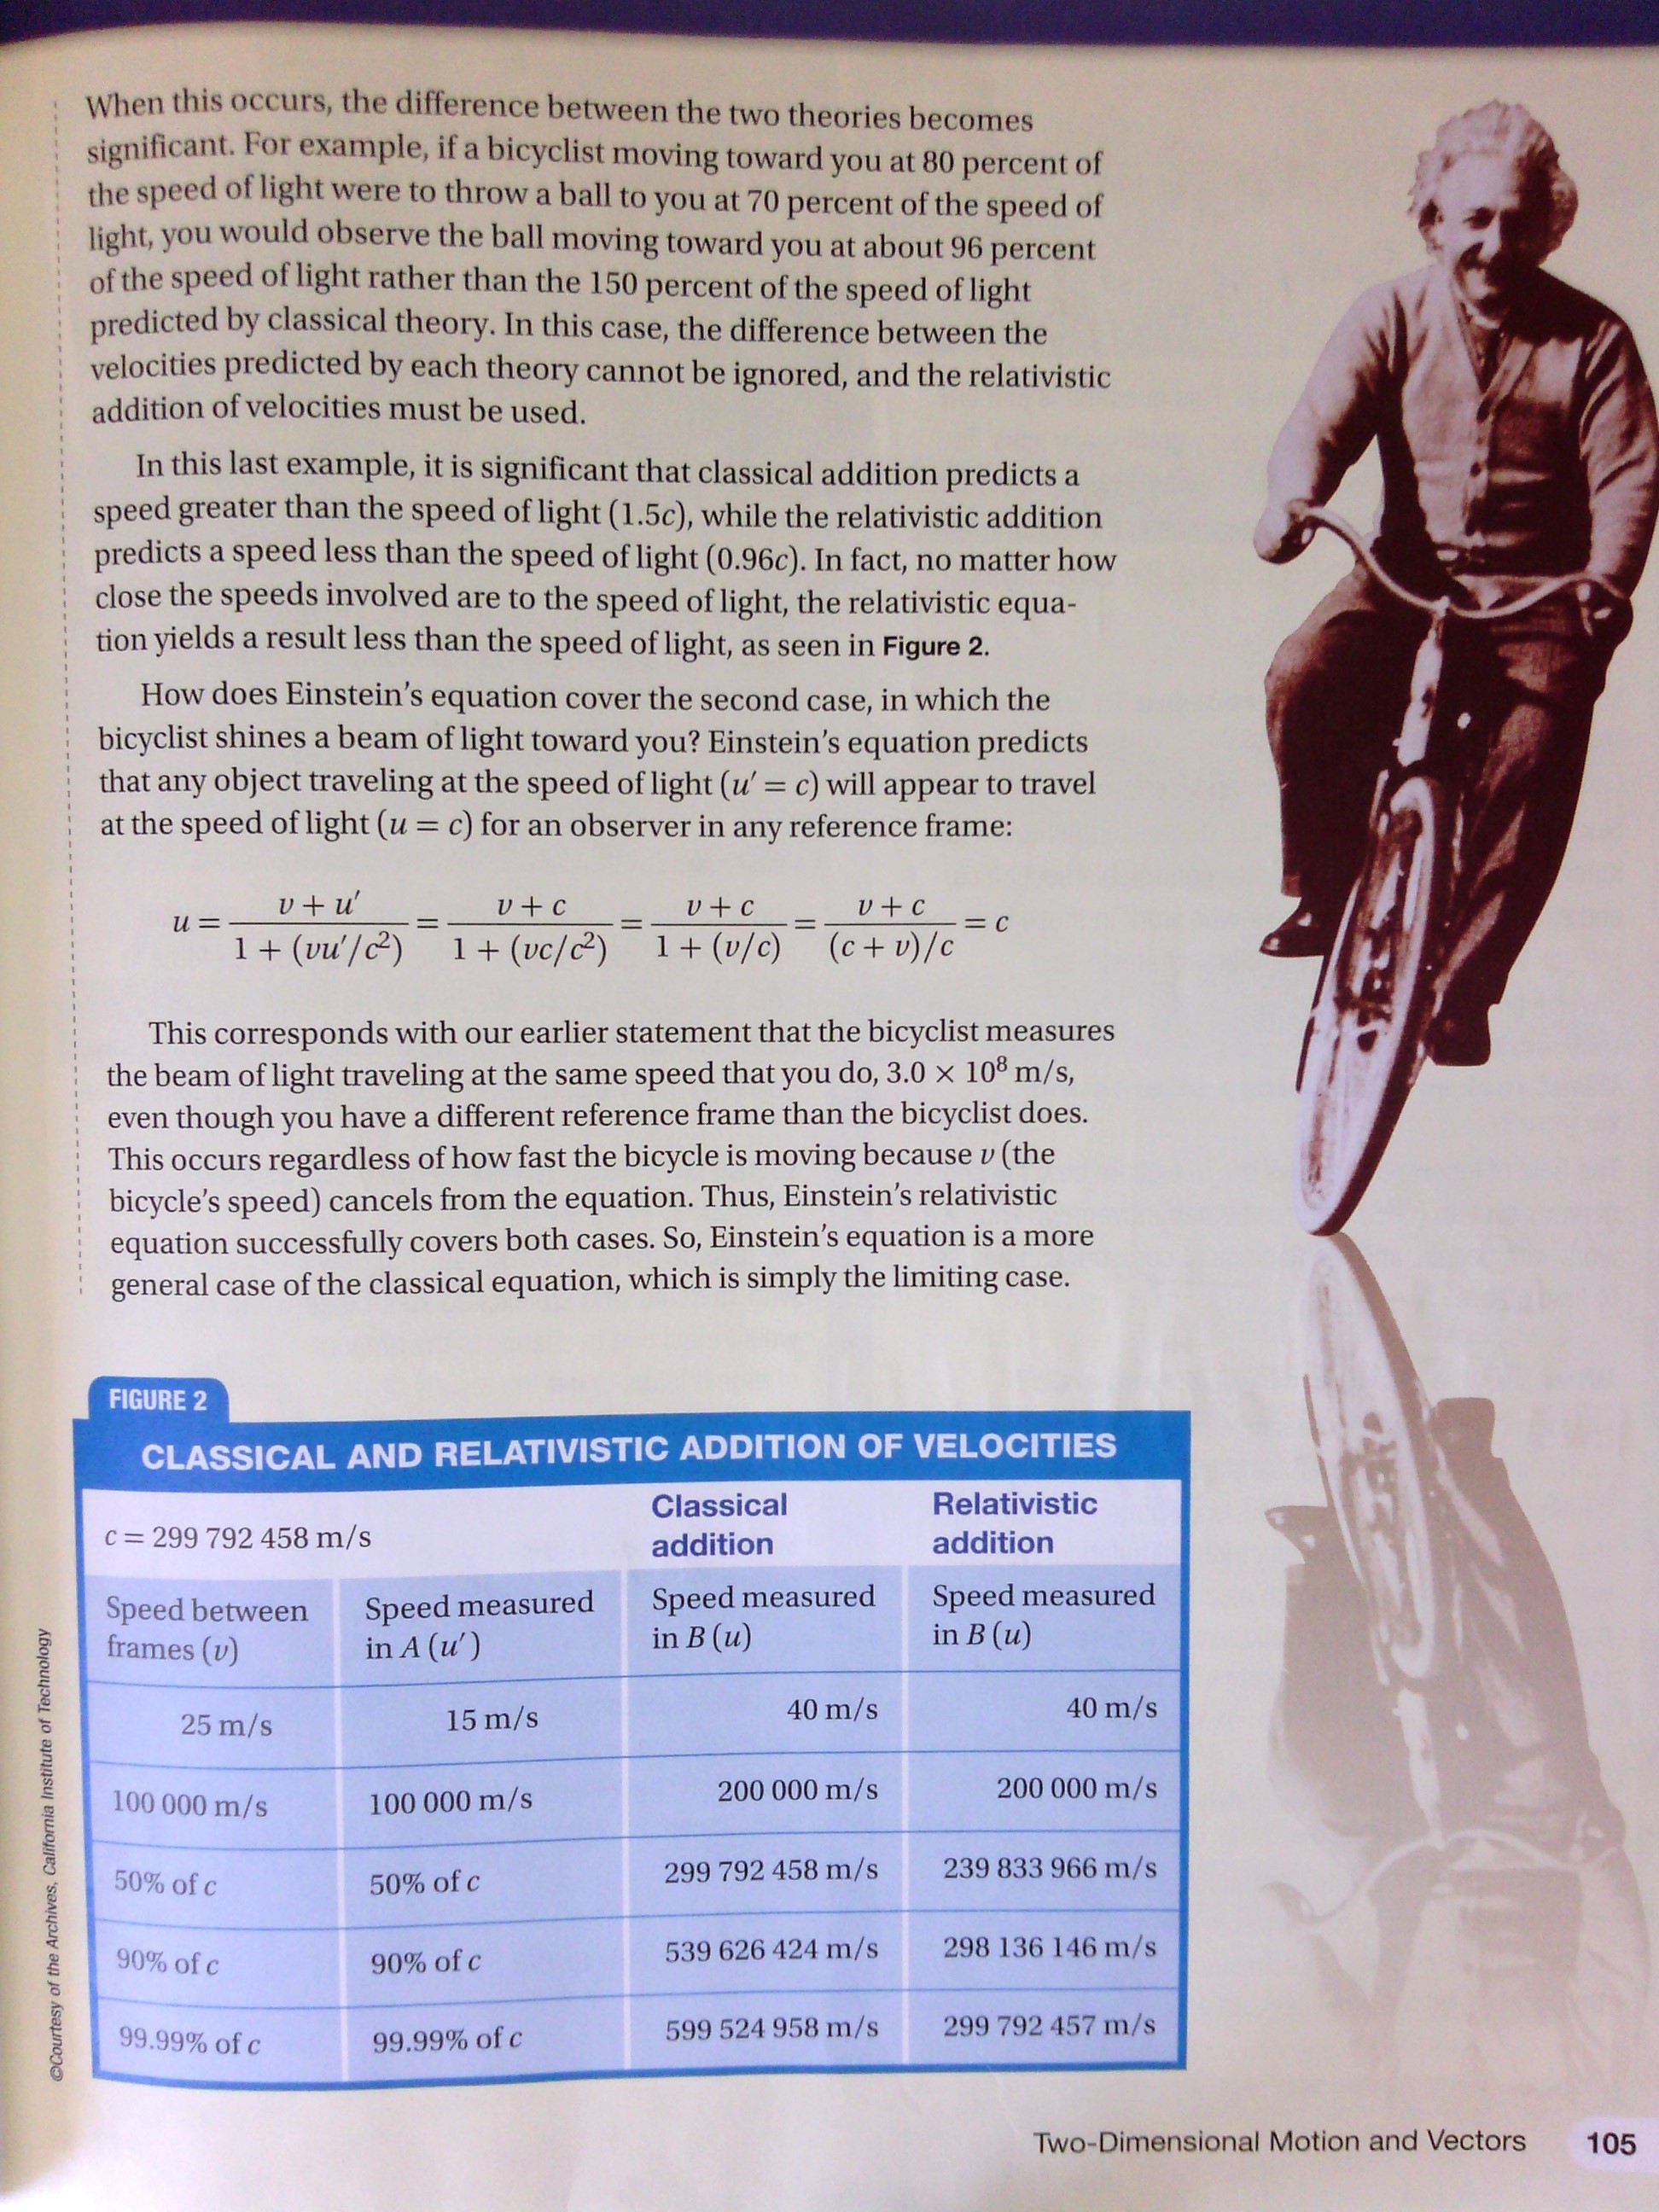 When this occurs, the difference between the two theories becomes
significant. For example, if a bicyclist moving toward you at 80 percent of
the speed of light were to throw a ball to you at 70 percent of the speed of
light, you would observe the ball moving toward you at about 96 percent
of the speed of light rather than the 150 percent of the speed of light
predicted by classical theory. In this case, the difference between the
velocities predicted by each theory cannot be ignored, and the relativistic
addition of velocities must be used.
In this last example, it is significant that classical addition predicts a
speed greater than the speed of light (1.5c), while the relativistic addition
predicts a speed less than the speed of light (0.96c). In fact, no matter how
close the speeds involved are to the speed of light, the relativistic equa-
tion yields a result less than the speed of light, as seen in Figure 2.
How does Einstein's equation cover the second case, in which the
bicyclist shines a beam of light toward you? Einstein's equation predicts
that any object traveling at the speed of light (u′ = c) will appear to travel
at the speed of light (u = c) for an observer in any reference frame:
u = (v + u′)/(1 + (vu′/c²)) = (v + c)/(1 + (vc/c²)) = (v + c)/(1 + (v/c)) = (v + c)/((c + v)/c) = c
This corresponds with our earlier statement that the bicyclist measures
the beam of light traveling at the same speed that you do, 3.0 × 10⁸ m/s,
even though you have a different reference frame than the bicyclist does.
This occurs regardless of how fast the bicycle is moving because v (the
bicycle's speed) cancels from the equation. Thus, Einstein's relativistic
equation successfully covers both cases. So, Einstein's equation is a more
general case of the classical equation, which is simply the limiting case.
FIGURE 2
CLASSICAL AND RELATIVISTIC ADDITION OF VELOCITIES
c = 299 792 458 m/s
Classical addition
Relativistic addition
Speed between frames (v)
Speed measured in A (u′)
Speed measured in B (u)
Speed measured in B (u)
25 m/s 15 m/s 40 m/s 40 m/s
100 000 m/s 100 000 m/s 200 000 m/s 200 000 m/s
50% of c 50% of c 299 792 458 m/s 239 833 966 m/s
90% of c 90% of c 539 626 424 m/s 298 136 146 m/s
99.99% of c 99.99% of c 599 524 958 m/s 299 792 457 m/s
©Courtesy of the Archives, California Institute of Technology
Two-Dimensional Motion and Vectors 105